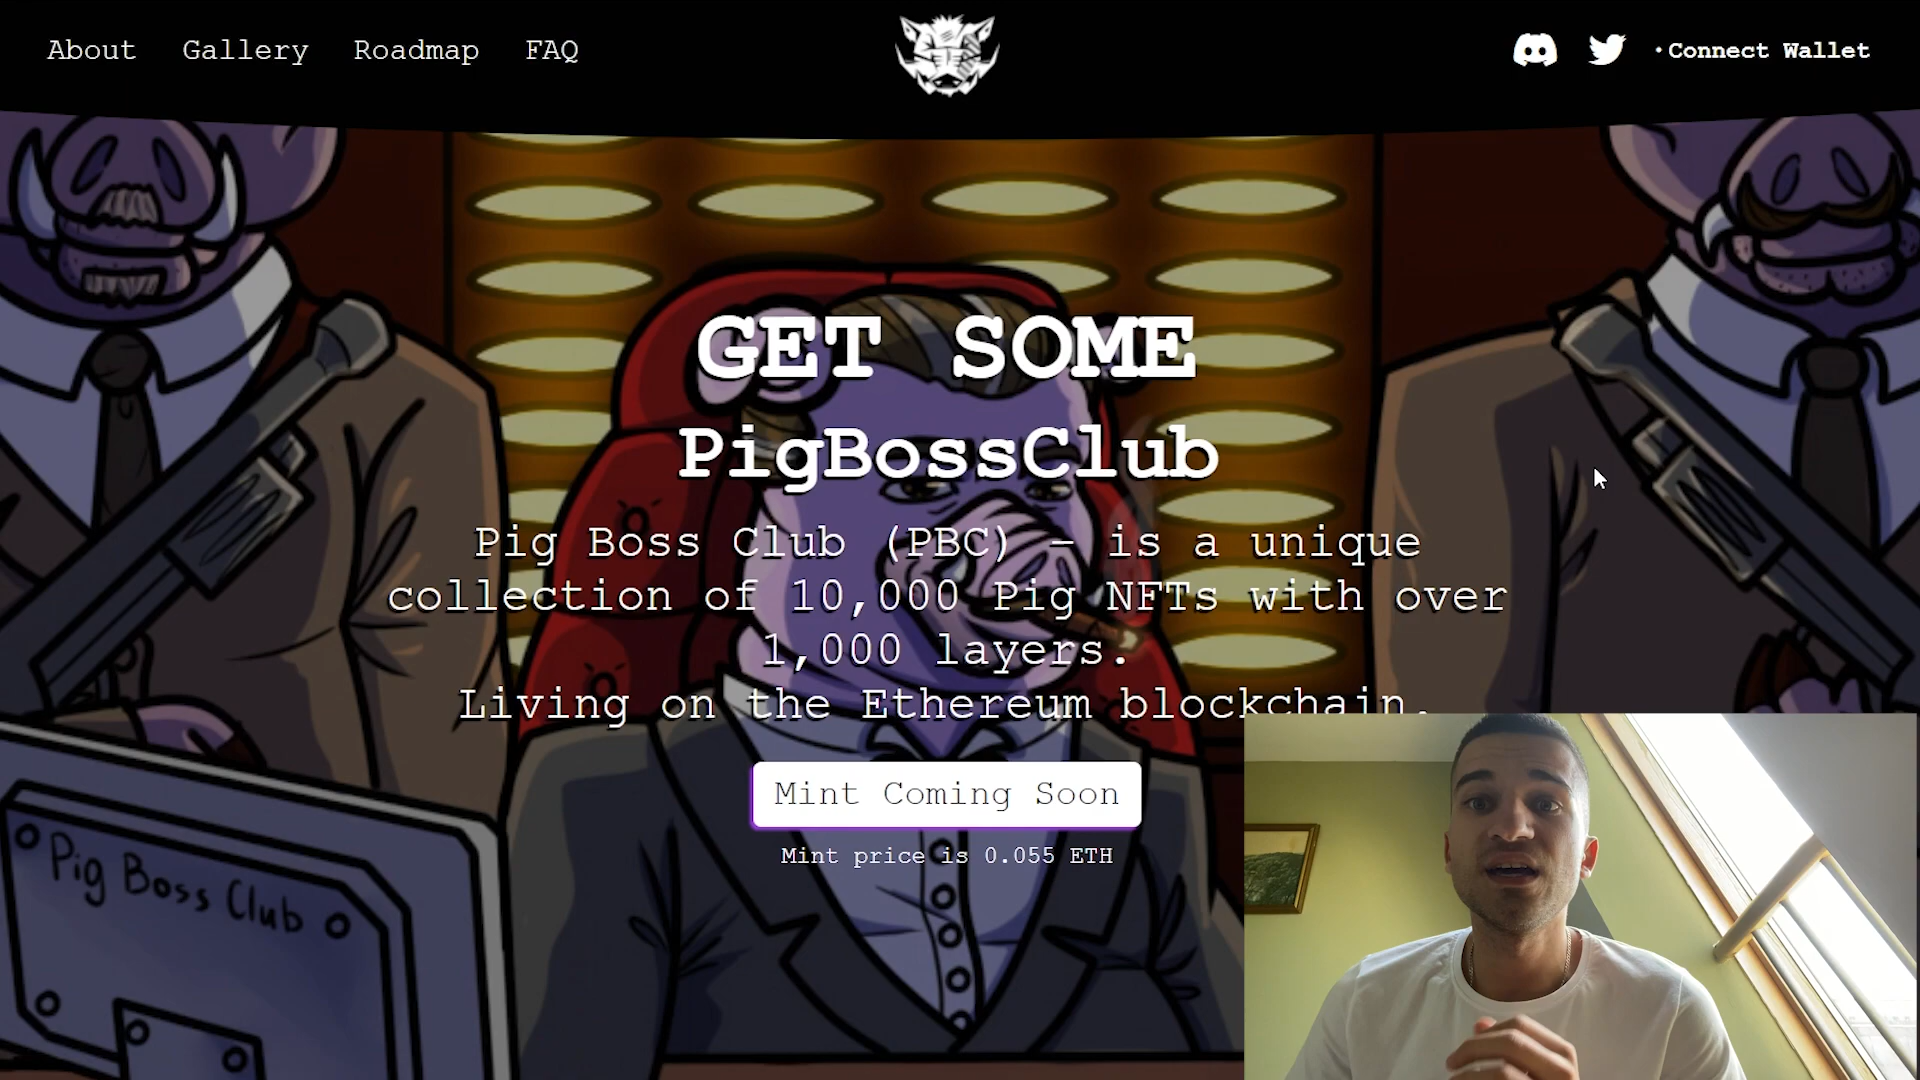 About Gallery Roadmap FAQ
•Connect Wallet
GET SOME
PigBossClub
Pig Boss Club (PBC) - is a unique
collection of 10,000 Pig NFTs with over
1,000 layers.
Living on the Ethereum blockchain.
Mint Coming Soon
Mint price is 0.055 ETH
Pig Boss Club